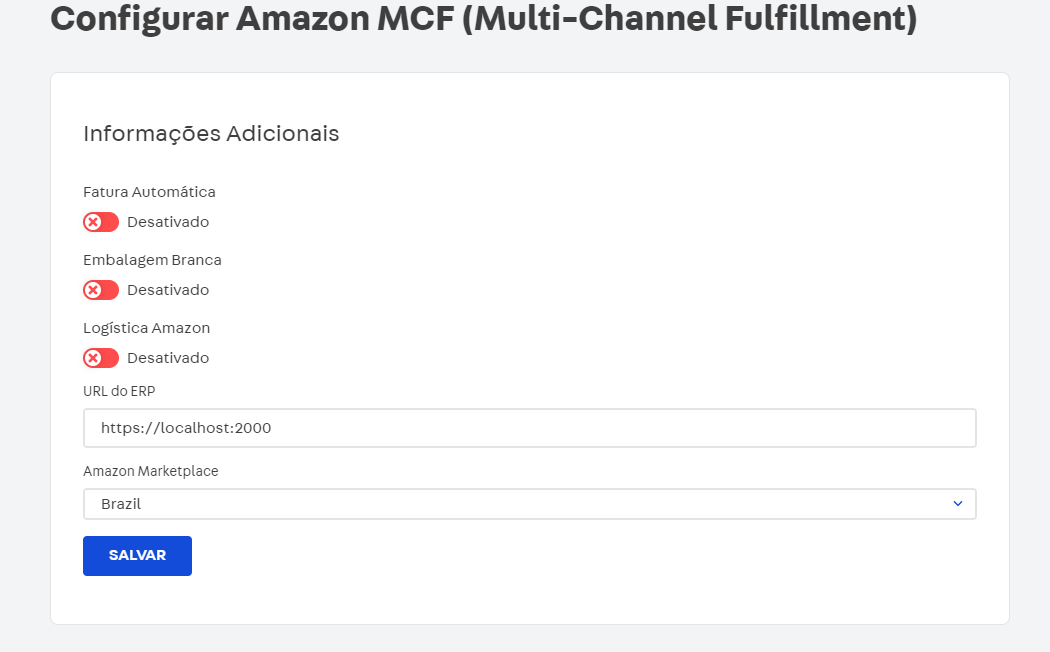 Configurar Amazon MCF (Multi-Channel Fulfillment)
Informações Adicionais
Fatura Automática
Desativado
Embalagem Branca
Desativado
Logística Amazon
Desativado
URL do ERP
https://localhost:2000
Amazon Marketplace
Brazil
SALVAR